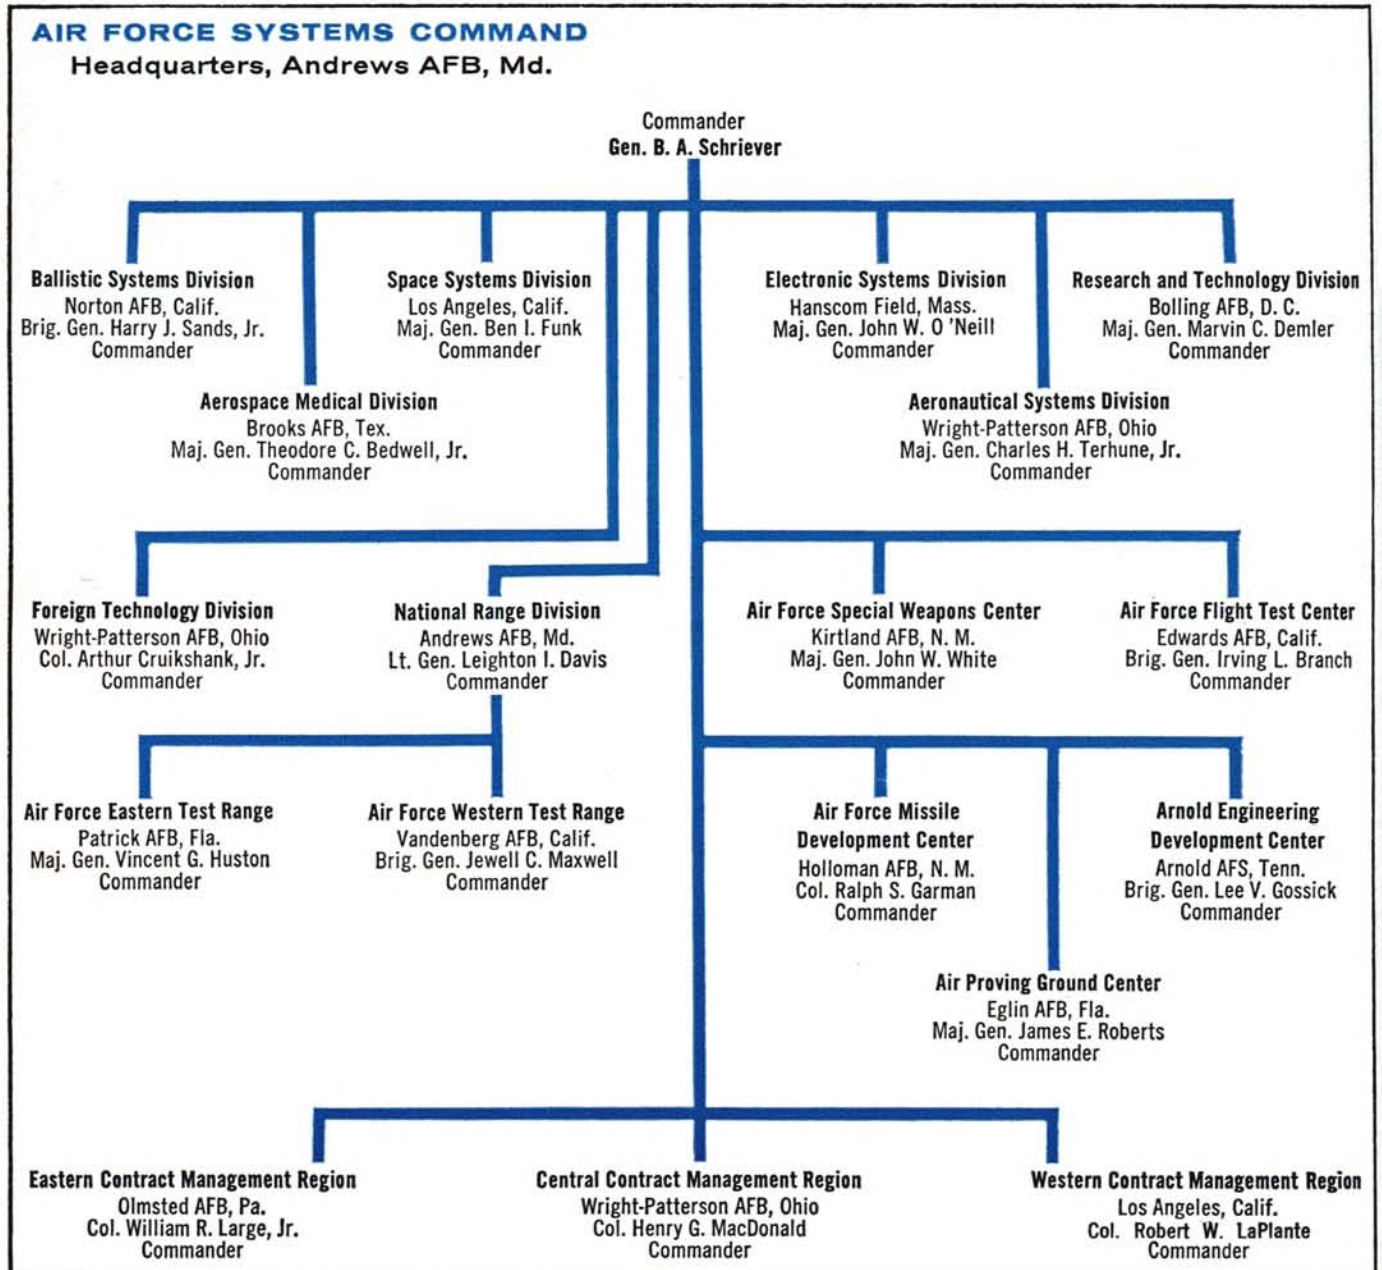 AIR FORCE SYSTEMS COMMAND
Headquarters, Andrews AFB, Md.
Commander
Gen. B. A. Schriever
Ballistic Systems Division
Norton AFB, Calif.
Brig. Gen. Harry J. Sands, Jr.
Commander
Space Systems Division
Los Angeles, Calif.
Maj. Gen. Ben I. Funk
Commander
Electronic Systems Division
Hanscom Field, Mass.
Maj. Gen. John W. O 'Neill
Commander
Research and Technology Division
Bolling AFB, D. C.
Maj. Gen. Marvin C. Demler
Commander
Aerospace Medical Division
Brooks AFB, Tex.
Maj. Gen. Theodore C. Bedwell, Jr.
Commander
Aeronautical Systems Division
Wright-Patterson AFB, Ohio
Maj. Gen. Charles H. Terhune, Jr.
Commander
Foreign Technology Division
Wright-Patterson AFB, Ohio
Col. Arthur Cruikshank, Jr.
Commander
National Range Division
Andrews AFB, Md.
Lt. Gen. Leighton I. Davis
Commander
Air Force Special Weapons Center
Kirtland AFB, N. M.
Maj. Gen. John W. White
Commander
Air Force Flight Test Center
Edwards AFB, Calif.
Brig. Gen. Irving L. Branch
Commander
Air Force Eastern Test Range
Patrick AFB, Fla.
Maj. Gen. Vincent G. Huston
Commander
Air Force Western Test Range
Vandenberg AFB, Calif.
Brig. Gen. Jewell C. Maxwell
Commander
Air Force Missile
Development Center
Holloman AFB, N. M.
Col. Ralph S. Garman
Commander
Arnold Engineering
Development Center
Arnold AFS, Tenn.
Brig. Gen. Lee V. Gossick
Commander
Air Proving Ground Center
Eglin AFB, Fla.
Maj. Gen. James E. Roberts
Commander
Eastern Contract Management Region
Olmsted AFB, Pa.
Col. William R. Large, Jr.
Commander
Central Contract Management Region
Wright-Patterson AFB, Ohio
Col. Henry G. MacDonald
Commander
Western Contract Management Region
Los Angeles, Calif.
Col. Robert W. LaPlante
Commander